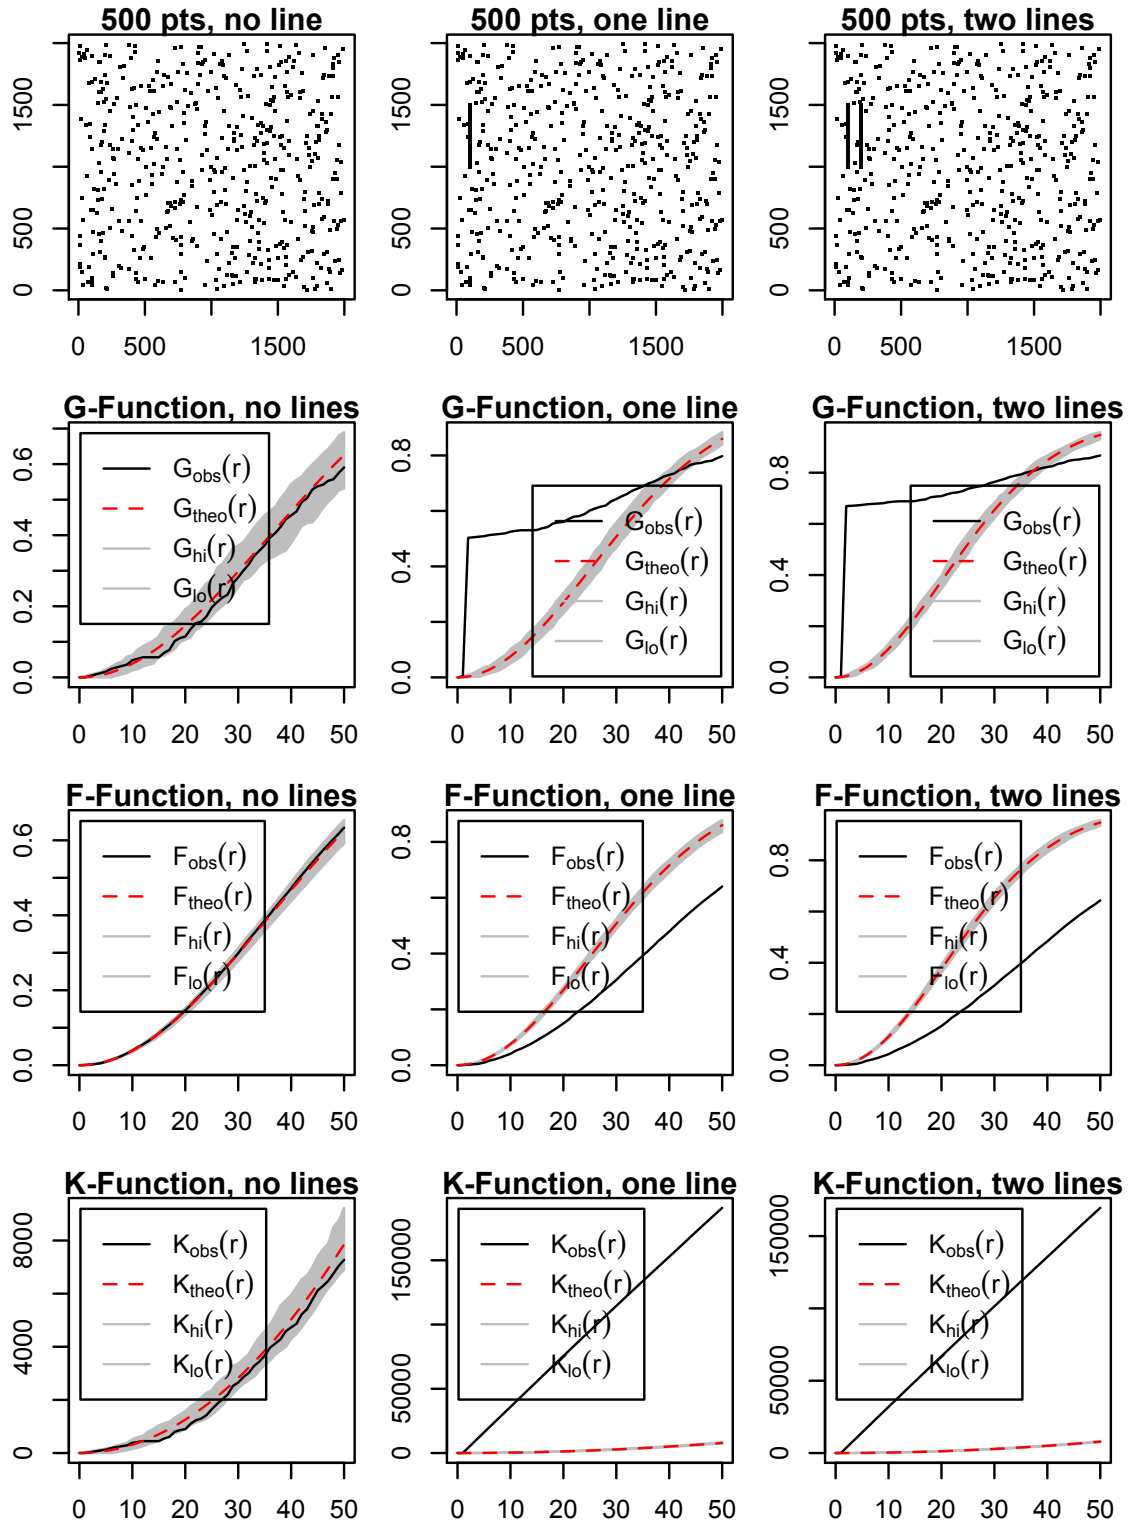 500 pts, no line
500 pts, one line
500 pts, two lines
0 500 1500
0 500 1500
0 500 1500
0 500 1500
0 500 1500
0 500 1500
G-Function, no lines
G-Function, one line
G-Function, two lines
0.0 0.2 0.4 0.6
Gobs(r)
Gtheo(r)
Ghi(r)
Glo(r)
0 10 20 30 40 50
0.0 0.4 0.8
Gobs(r)
Gtheo(r)
Ghi(r)
Glo(r)
0 10 20 30 40 50
0.0 0.4 0.8
Gobs(r)
Gtheo(r)
Ghi(r)
Glo(r)
0 10 20 30 40 50
F-Function, no lines
F-Function, one line
F-Function, two lines
0.0 0.2 0.4 0.6
Fobs(r)
Ftheo(r)
Fhi(r)
Flo(r)
0 10 20 30 40 50
0.0 0.4 0.8
Fobs(r)
Ftheo(r)
Fhi(r)
Flo(r)
0 10 20 30 40 50
0.0 0.4 0.8
Fobs(r)
Ftheo(r)
Fhi(r)
Flo(r)
0 10 20 30 40 50
K-Function, no lines
K-Function, one line
K-Function, two lines
0 4000 8000
Kobs(r)
Ktheo(r)
Khi(r)
Klo(r)
0 10 20 30 40 50
0 50000 150000
Kobs(r)
Ktheo(r)
Khi(r)
Klo(r)
0 10 20 30 40 50
0 50000 150000
Kobs(r)
Ktheo(r)
Khi(r)
Klo(r)
0 10 20 30 40 50